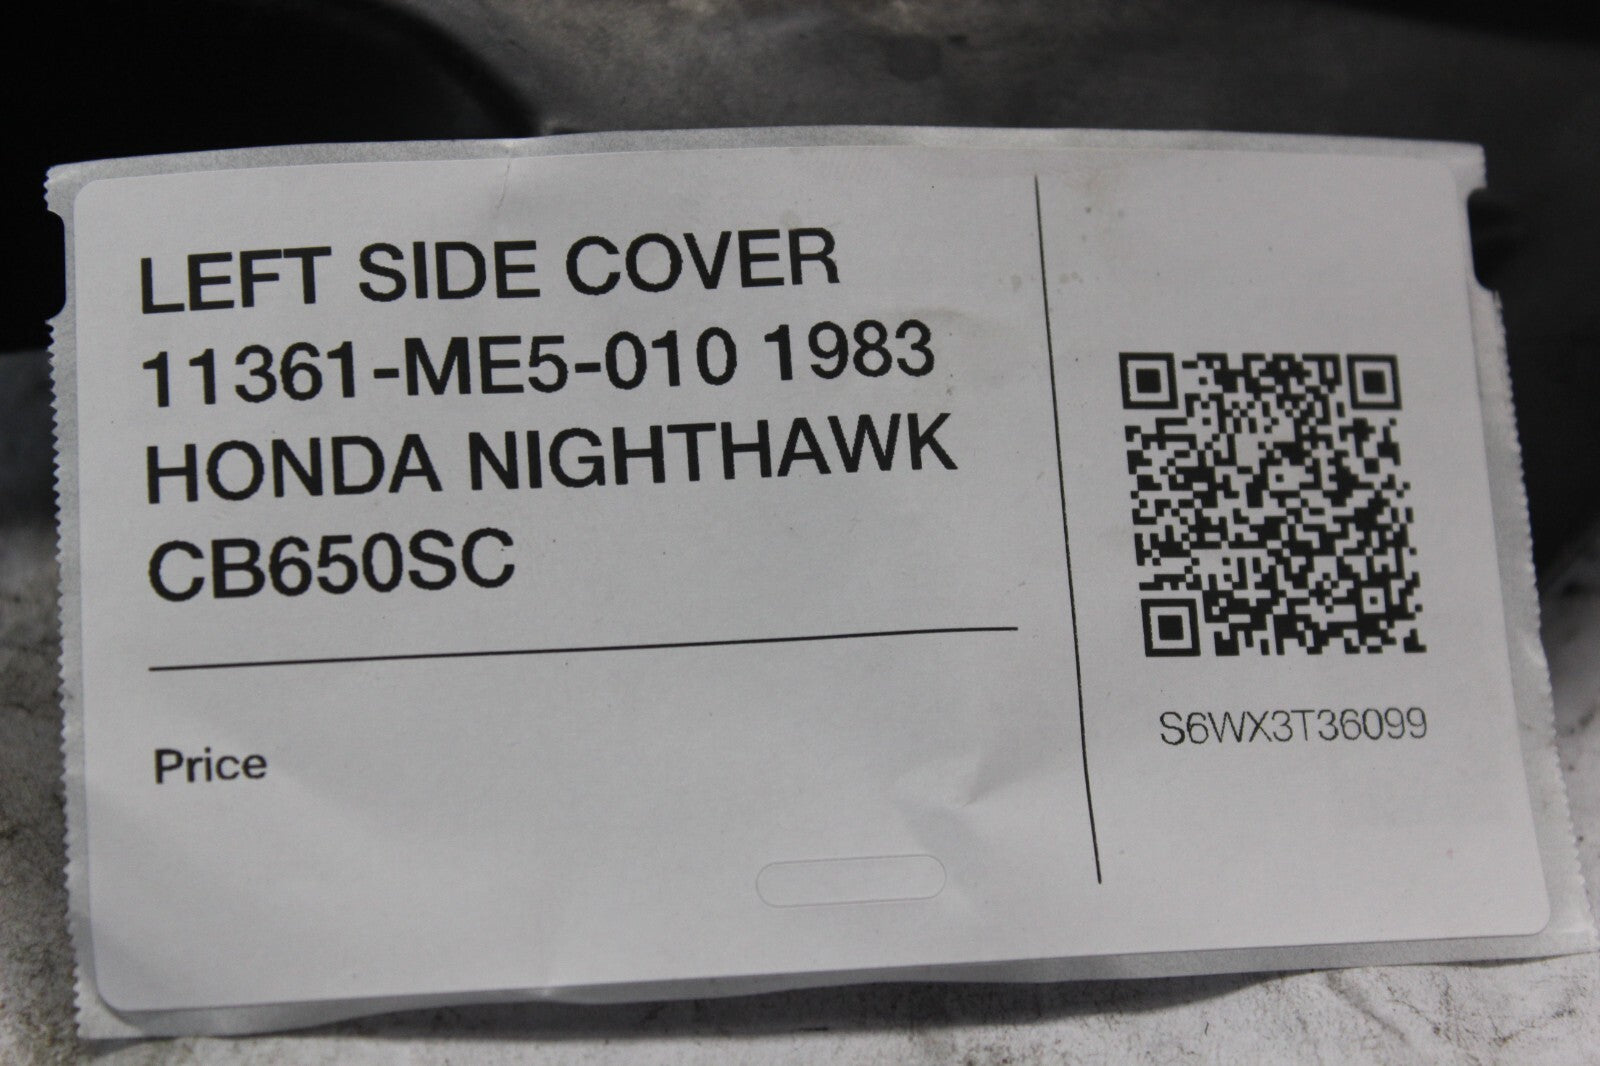 LEFT SIDE COVER
11361-ME5-010 1983
HONDA NIGHTHAWK
CB650SC
Price
S6WX3T36099